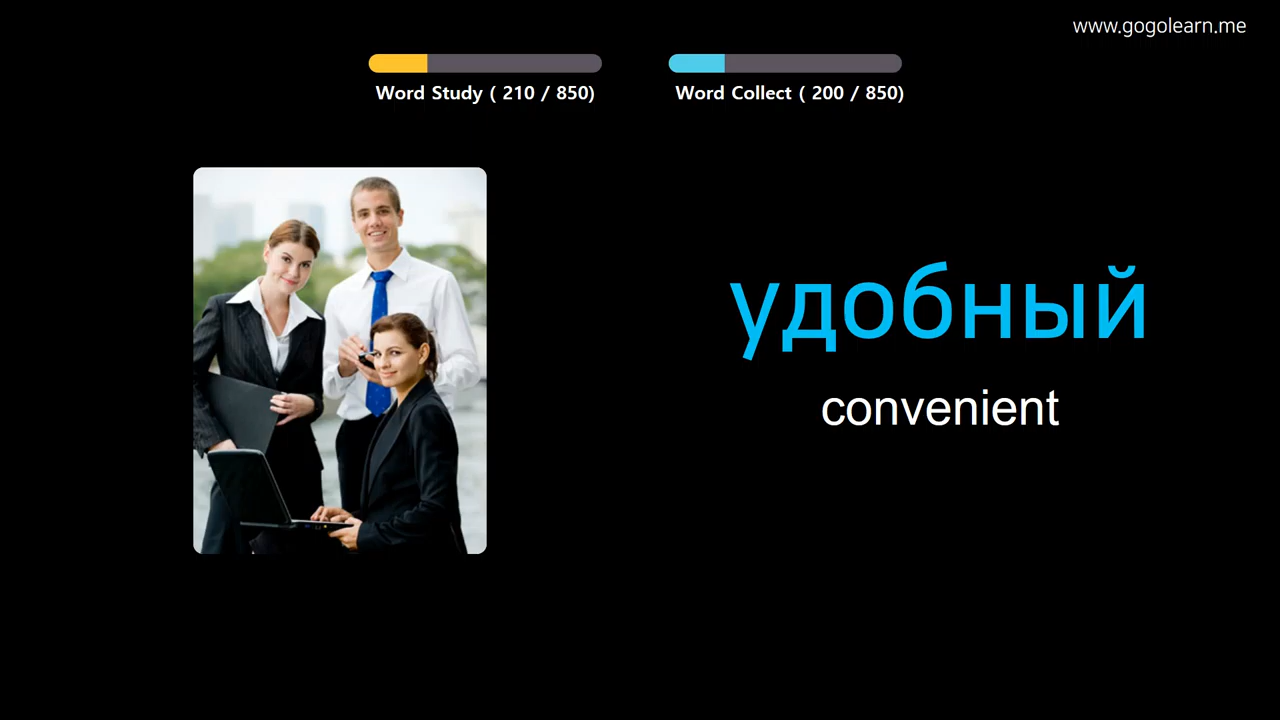 www.gogolearn.me
Word Study ( 210 / 850)
Word Collect ( 200 / 850)
удобный
convenient